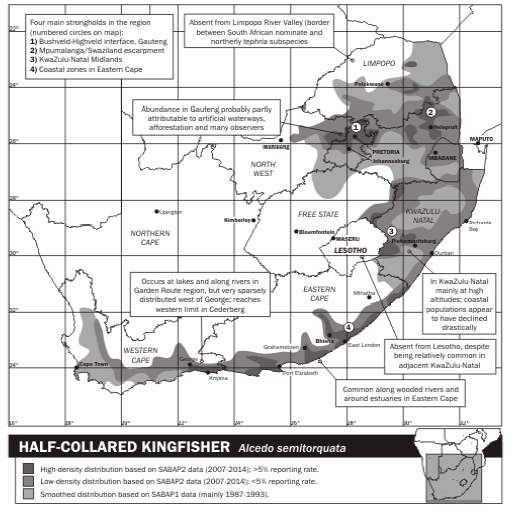 Four main strongholds in the region
(numbered circles on map):
1) Bushveld-Highveld interface, Gauteng
2) Mpumalanga/Swaziland escarpment
3) KwaZulu-Natal Midlands
4) Coastal zones in Eastern Cape
Absent from Limpopo River Valley (border
between South African nominate and
northerly tephria subspecies
22°
LIMPOPO
24°
Polokwane
Abundance in Gauteng probably partly
attributable to artificial waterways,
afforestation and many observers
1
2
Nelspruit
26°
Mafikeng
MAPUTO
PRETORIA
Johannesburg
MBABANE
NORTH
WEST
28°
Upington
Kimberley
FREE STATE
KWAZULU
NATAL
Richards
Bay
NORTHERN
CAPE
Bloemfontein
MASERU
3
Pietermaritzburg
LESOTHO
Durban
30°
Occurs at lakes and along rivers in
Garden Route region, but very sparsely
distributed west of George; reaches
western limit in Cederberg
EASTERN
CAPE
Mthatha
In KwaZulu-Natal
mainly at high
altitudes; coastal
populations appear
to have declined
drastically
32°
4
Bhisho
East London
Grahamstown
WESTERN
CAPE
Absent from Lesotho, despite
being relatively common in
adjacent KwaZulu-Natal
34°
Cape Town
George
Knysna
Port Elizabeth
Common along wooded rivers and
around estuaries in Eastern Cape
16° 18° 20° 22° 24° 26° 28° 30° 32°
HALF-COLLARED KINGFISHER Alcedo semitorquata
High-density distribution based on SABAP2 data (2007-2014); >5% reporting rate.
Low-density distribution based on SABAP2 data (2007-2014); <5% reporting rate.
Smoothed distribution based on SABAP1 data (mainly 1987-1993).